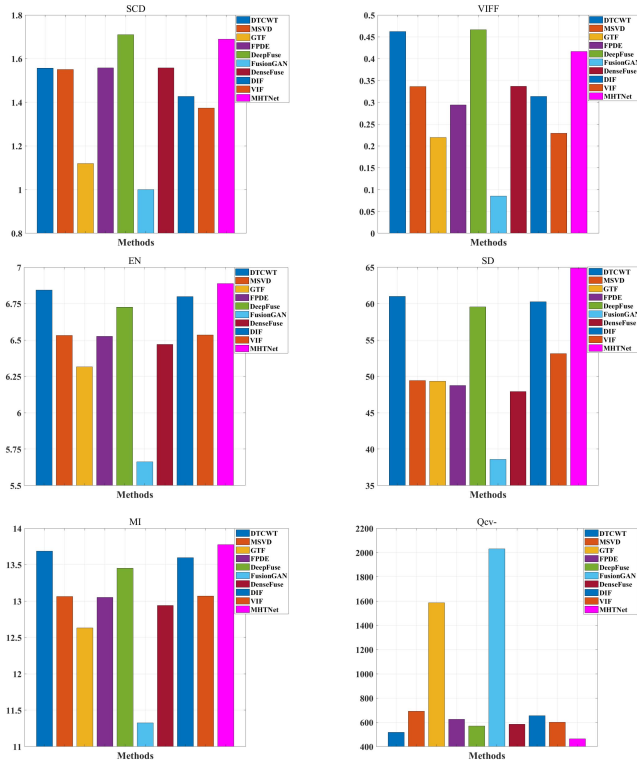 SCD
1.8
1.6
1.4
1.2
1
0.8
DTCWT
MSVD
GTF
FPDE
DeepFuse
FusionGAN
DenseFuse
DIF
VIF
MHTNet
Methods
VIFF
0.5
0.45
0.4
0.35
0.3
0.25
0.2
0.15
0.1
0.05
0
DTCWT
MSVD
GTF
FPDE
DeepFuse
FusionGAN
DenseFuse
DIF
VIF
MHTNet
Methods
EN
7
6.75
6.5
6.25
6
5.75
5.5
DTCWT
MSVD
GTF
FPDE
DeepFuse
FusionGAN
DenseFuse
DIF
VIF
MHTNet
Methods
SD
65
60
55
50
45
40
35
DTCWT
MSVD
GTF
FPDE
DeepFuse
FusionGAN
DenseFuse
DIF
VIF
MHTNet
Methods
MI
14
13.5
13
12.5
12
11.5
11
DTCWT
MSVD
GTF
FPDE
DeepFuse
FusionGAN
DenseFuse
DIF
VIF
MHTNet
Methods
Qcv-
2200
2000
1800
1600
1400
1200
1000
800
600
400
DTCWT
MSVD
GTF
FPDE
DeepFuse
FusionGAN
DenseFuse
DIF
VIF
MHTNet
Methods